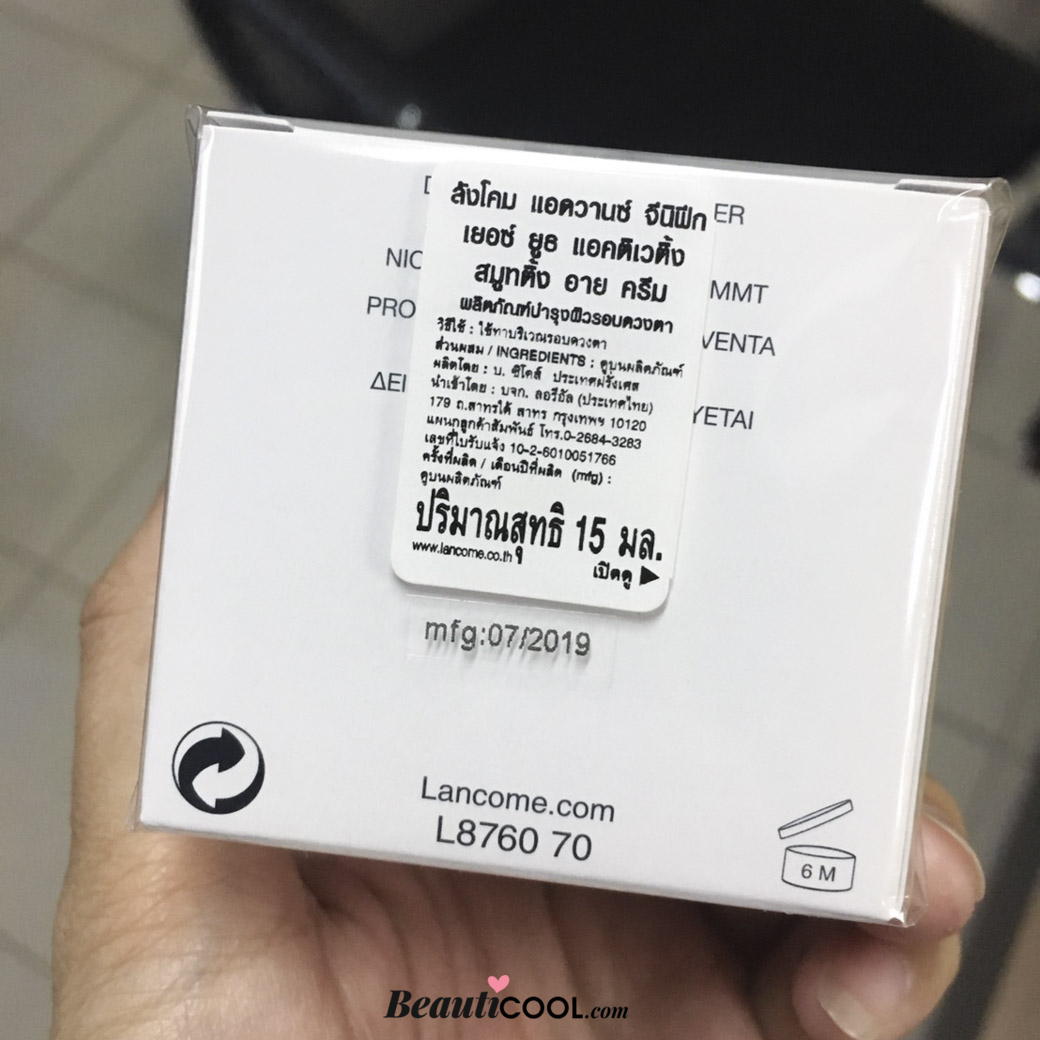 ลังโคม แอดวานซ์ จีนิฟิก
เยอซ์ ยูธ แอคติเวติ้ง
สมูทติ้ง อาย ครีม
ผลิตภัณฑ์บำรุงผิวรอบดวงตา
วิธีใช้ : ใช้ทาบริเวณรอบดวงตา
ส่วนผสม / INGREDIENTS : ดูบนผลิตภัณฑ์
ผลิตโดย : บ. ซิโคส์ ประเทศฝรั่งเศส
นำเข้าโดย : บจก. ลอรีอัล (ประเทศไทย)
179 ถ.สาทรใต้ สาทร กรุงเทพฯ 10120
แผนกลูกค้าสัมพันธ์ โทร.0-2684-3283
เลขที่ใบรับแจ้ง 10-2-6010051766
ครั้งที่ผลิต / เดือนปีที่ผลิต (mfg) :
ดูบนผลิตภัณฑ์
ปริมาณสุทธิ 15 มล.
www.lancome.co.th
เปิดดู ▶
ER
NIC MMT
PRO VENTA
ΔΕΙ YETAI
mfg:07/2019
Lancome.com
L8760 70
6 M
BeautiCOOL.com